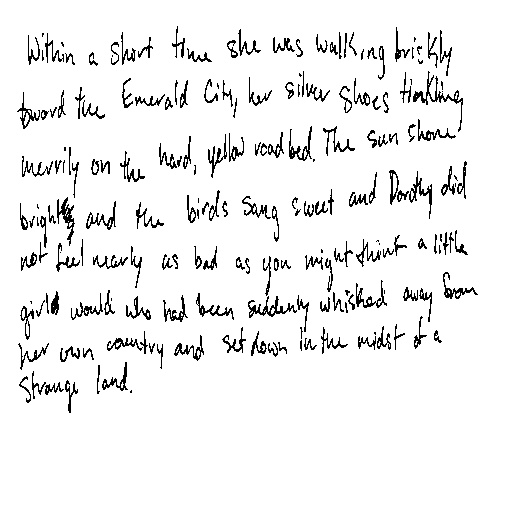 Within a short time she was walking briskly
toward the Emerald City, her silver shoes tinkling
merrily on the hard, yellow roadbed. The sun shone
bright and the birds sang sweet and Dorothy did
not feel nearly as bad as you might think a little
girl would who had been suddenly whisked away from
her own country and set down in the midst of a
strange land.